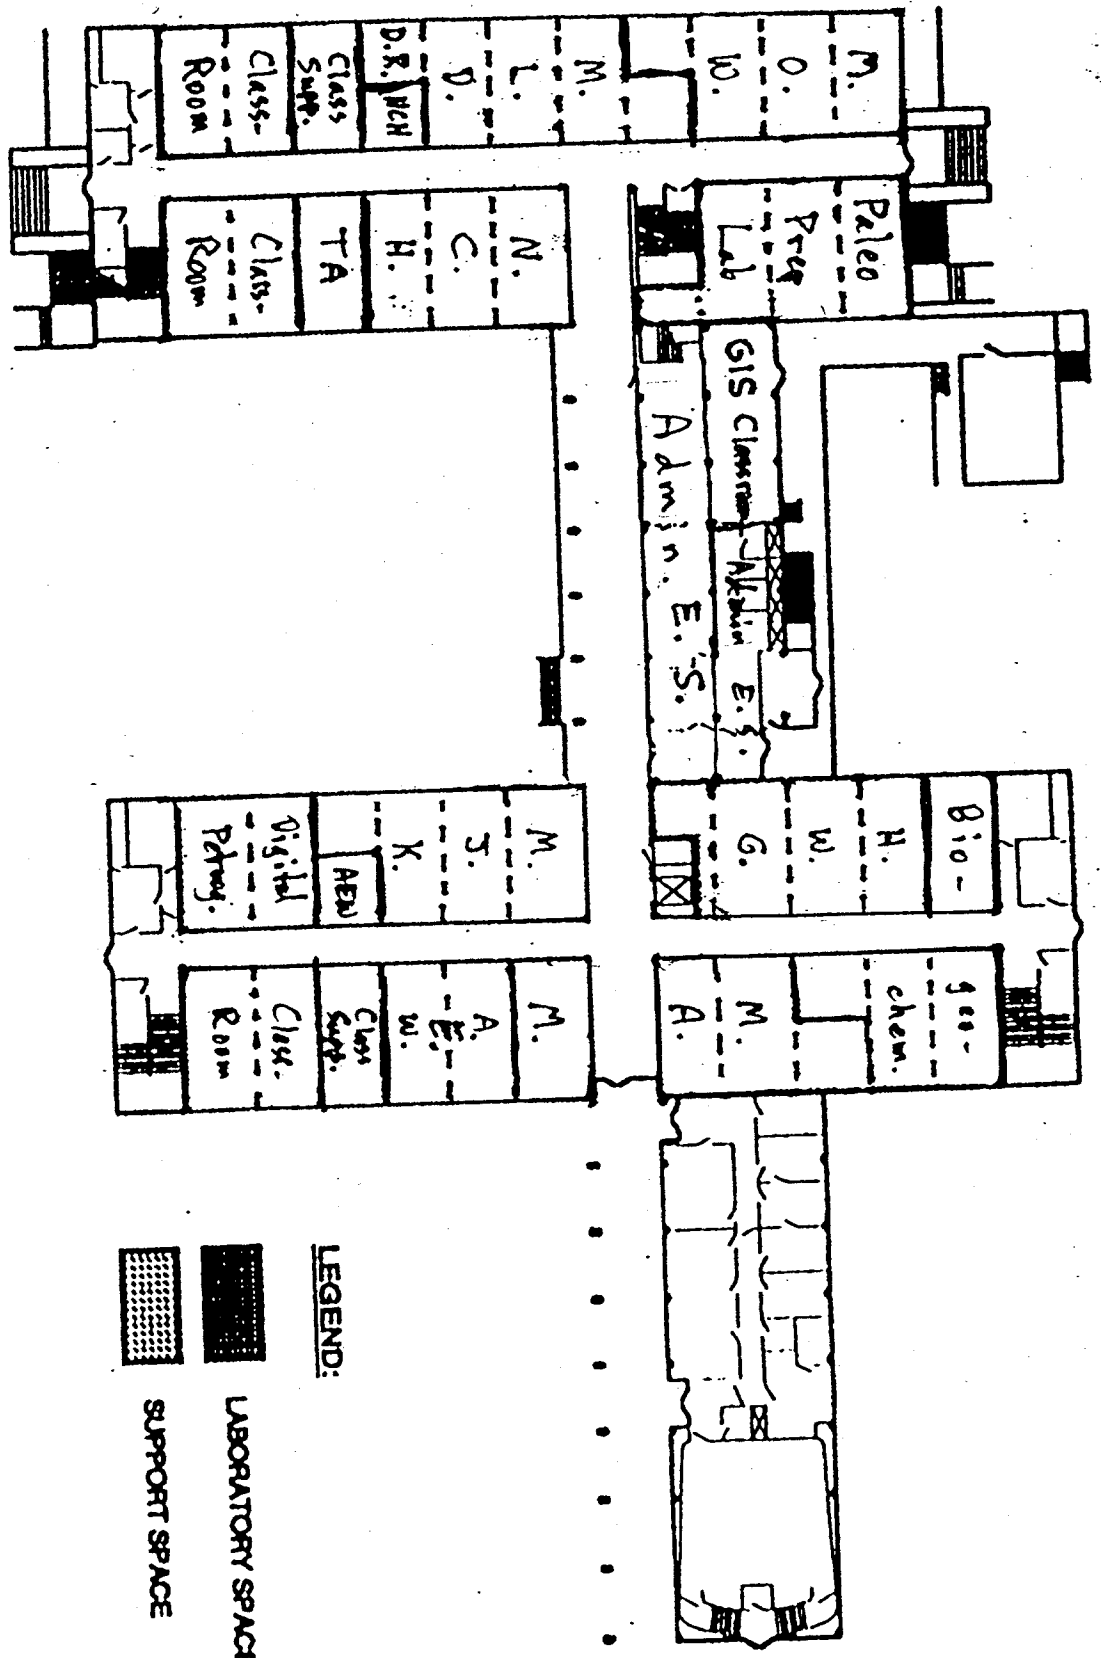 M.
O.
W.
M.
L.
D.
D.R.
Class
Supp.
Class-
Room
Paleo
Prep
Lab
N.
C.
H.
TA
Class-
Room
GIS Classroom
Admin E.S.
Admin. E.S.
Bio-
H.
W.
G.
M.
J.
K.
AEW
Digital
Petrog.
geo-
chem.
M.
A.
M.
A.
E.
W.
Class
Supp.
Class-
Room
LEGEND:
LABORATORY SPAC
SUPPORT SPACE